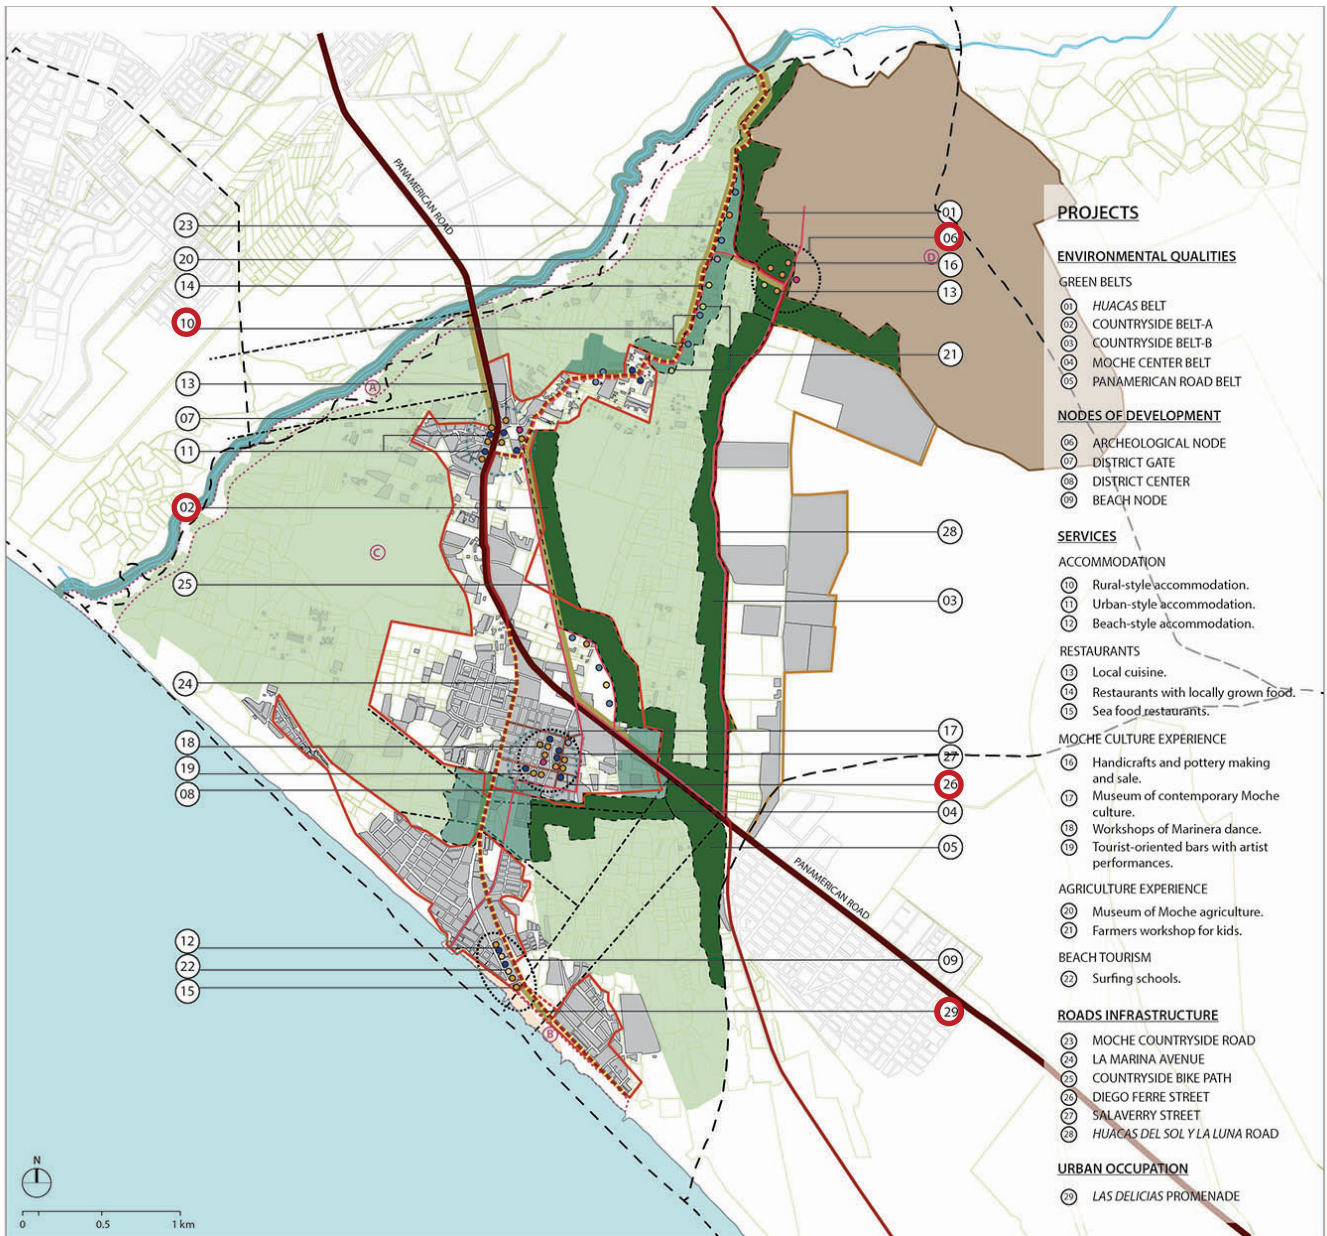 PANAMERICAN ROAD
23
20
14
10
13
07
11
02
25
24
18
19
08
12
22
15
01
06
D
16
13
21
28
03
17
27
26
04
05
09
29
A
C
B
PANAMERICAN ROAD
N
0 0.5 1 km
PROJECTS
ENVIRONMENTAL QUALITIES
GREEN BELTS
01 HUACAS BELT
02 COUNTRYSIDE BELT-A
03 COUNTRYSIDE BELT-B
04 MOCHE CENTER BELT
05 PANAMERICAN ROAD BELT
NODES OF DEVELOPMENT
06 ARCHEOLOGICAL NODE
07 DISTRICT GATE
08 DISTRICT CENTER
09 BEACH NODE
SERVICES
ACCOMMODATION
10 Rural-style accommodation.
11 Urban-style accommodation.
12 Beach-style accommodation.
RESTAURANTS
13 Local cuisine.
14 Restaurants with locally grown food.
15 Sea food restaurants.
MOCHE CULTURE EXPERIENCE
16 Handicrafts and pottery making
and sale.
17 Museum of contemporary Moche
culture.
18 Workshops of Marinera dance.
19 Tourist-oriented bars with artist
performances.
AGRICULTURE EXPERIENCE
20 Museum of Moche agriculture.
21 Farmers workshop for kids.
BEACH TOURISM
22 Surfing schools.
ROADS INFRASTRUCTURE
23 MOCHE COUNTRYSIDE ROAD
24 LA MARINA AVENUE
25 COUNTRYSIDE BIKE PATH
26 DIEGO FERRE STREET
27 SALAVERRY STREET
28 HUACAS DEL SOL Y LA LUNA ROAD
URBAN OCCUPATION
29 LAS DELICIAS PROMENADE